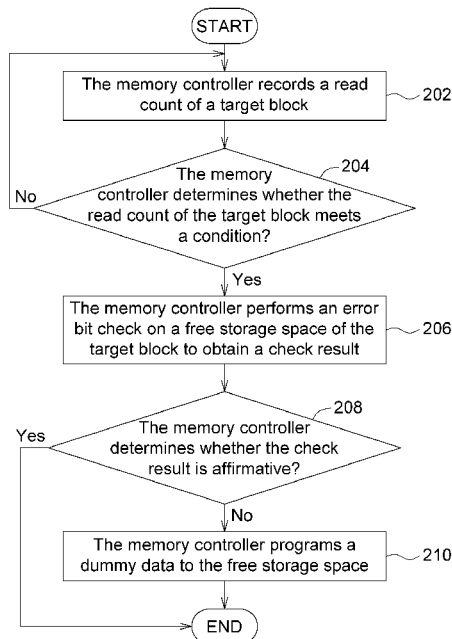 START
The memory controller records a read
count of a target block
202
204
The memory
controller determines whether the
read count of the target block meets
a condition?
No
Yes
The memory controller performs an error
bit check on a free storage space of the
target block to obtain a check result
206
208
Yes
The memory controller
determines whether the check
result is affirmative?
No
The memory controller programs a
dummy data to the free storage space
210
END